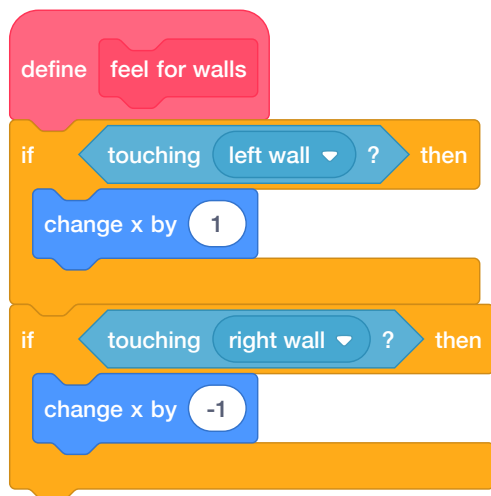 define feel for walls
if touching left wall ? then
change x by 1
if touching right wall ? then
change x by -1